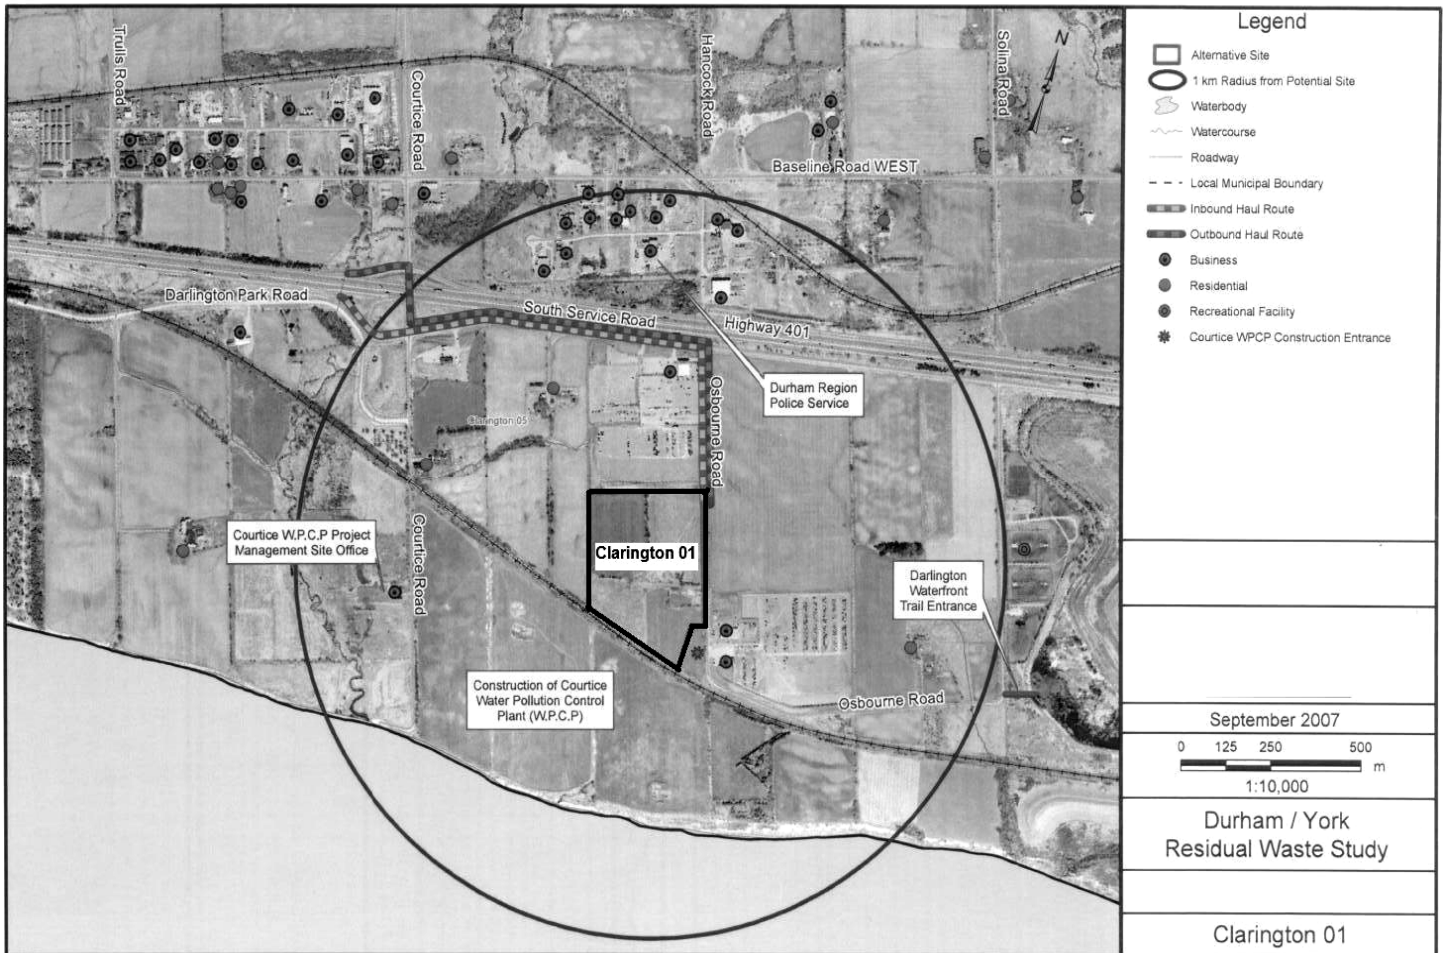 Trulls Road
Courtice Road
Hancock Road
Solina Road
N
Baseline Road WEST
Darlington Park Road
South Service Road
Highway 401
Durham Region
Police Service
Osbourne Road
Clarington 05
Clarington 01
Courtice W.P.C.P Project
Management Site Office
Courtice Road
Darlington
Waterfront
Trail Entrance
Construction of Courtice
Water Pollution Control
Plant (W.P.C.P)
Osbourne Road
Legend
Alternative Site
1 km Radius from Potential Site
Waterbody
Watercourse
Roadway
Local Municipal Boundary
Inbound Haul Route
Outbound Haul Route
Business
Residential
Recreational Facility
Courtice WPCP Construction Entrance
September 2007
0 125 250 500
m
1:10,000
Durham / York
Residual Waste Study
Clarington 01